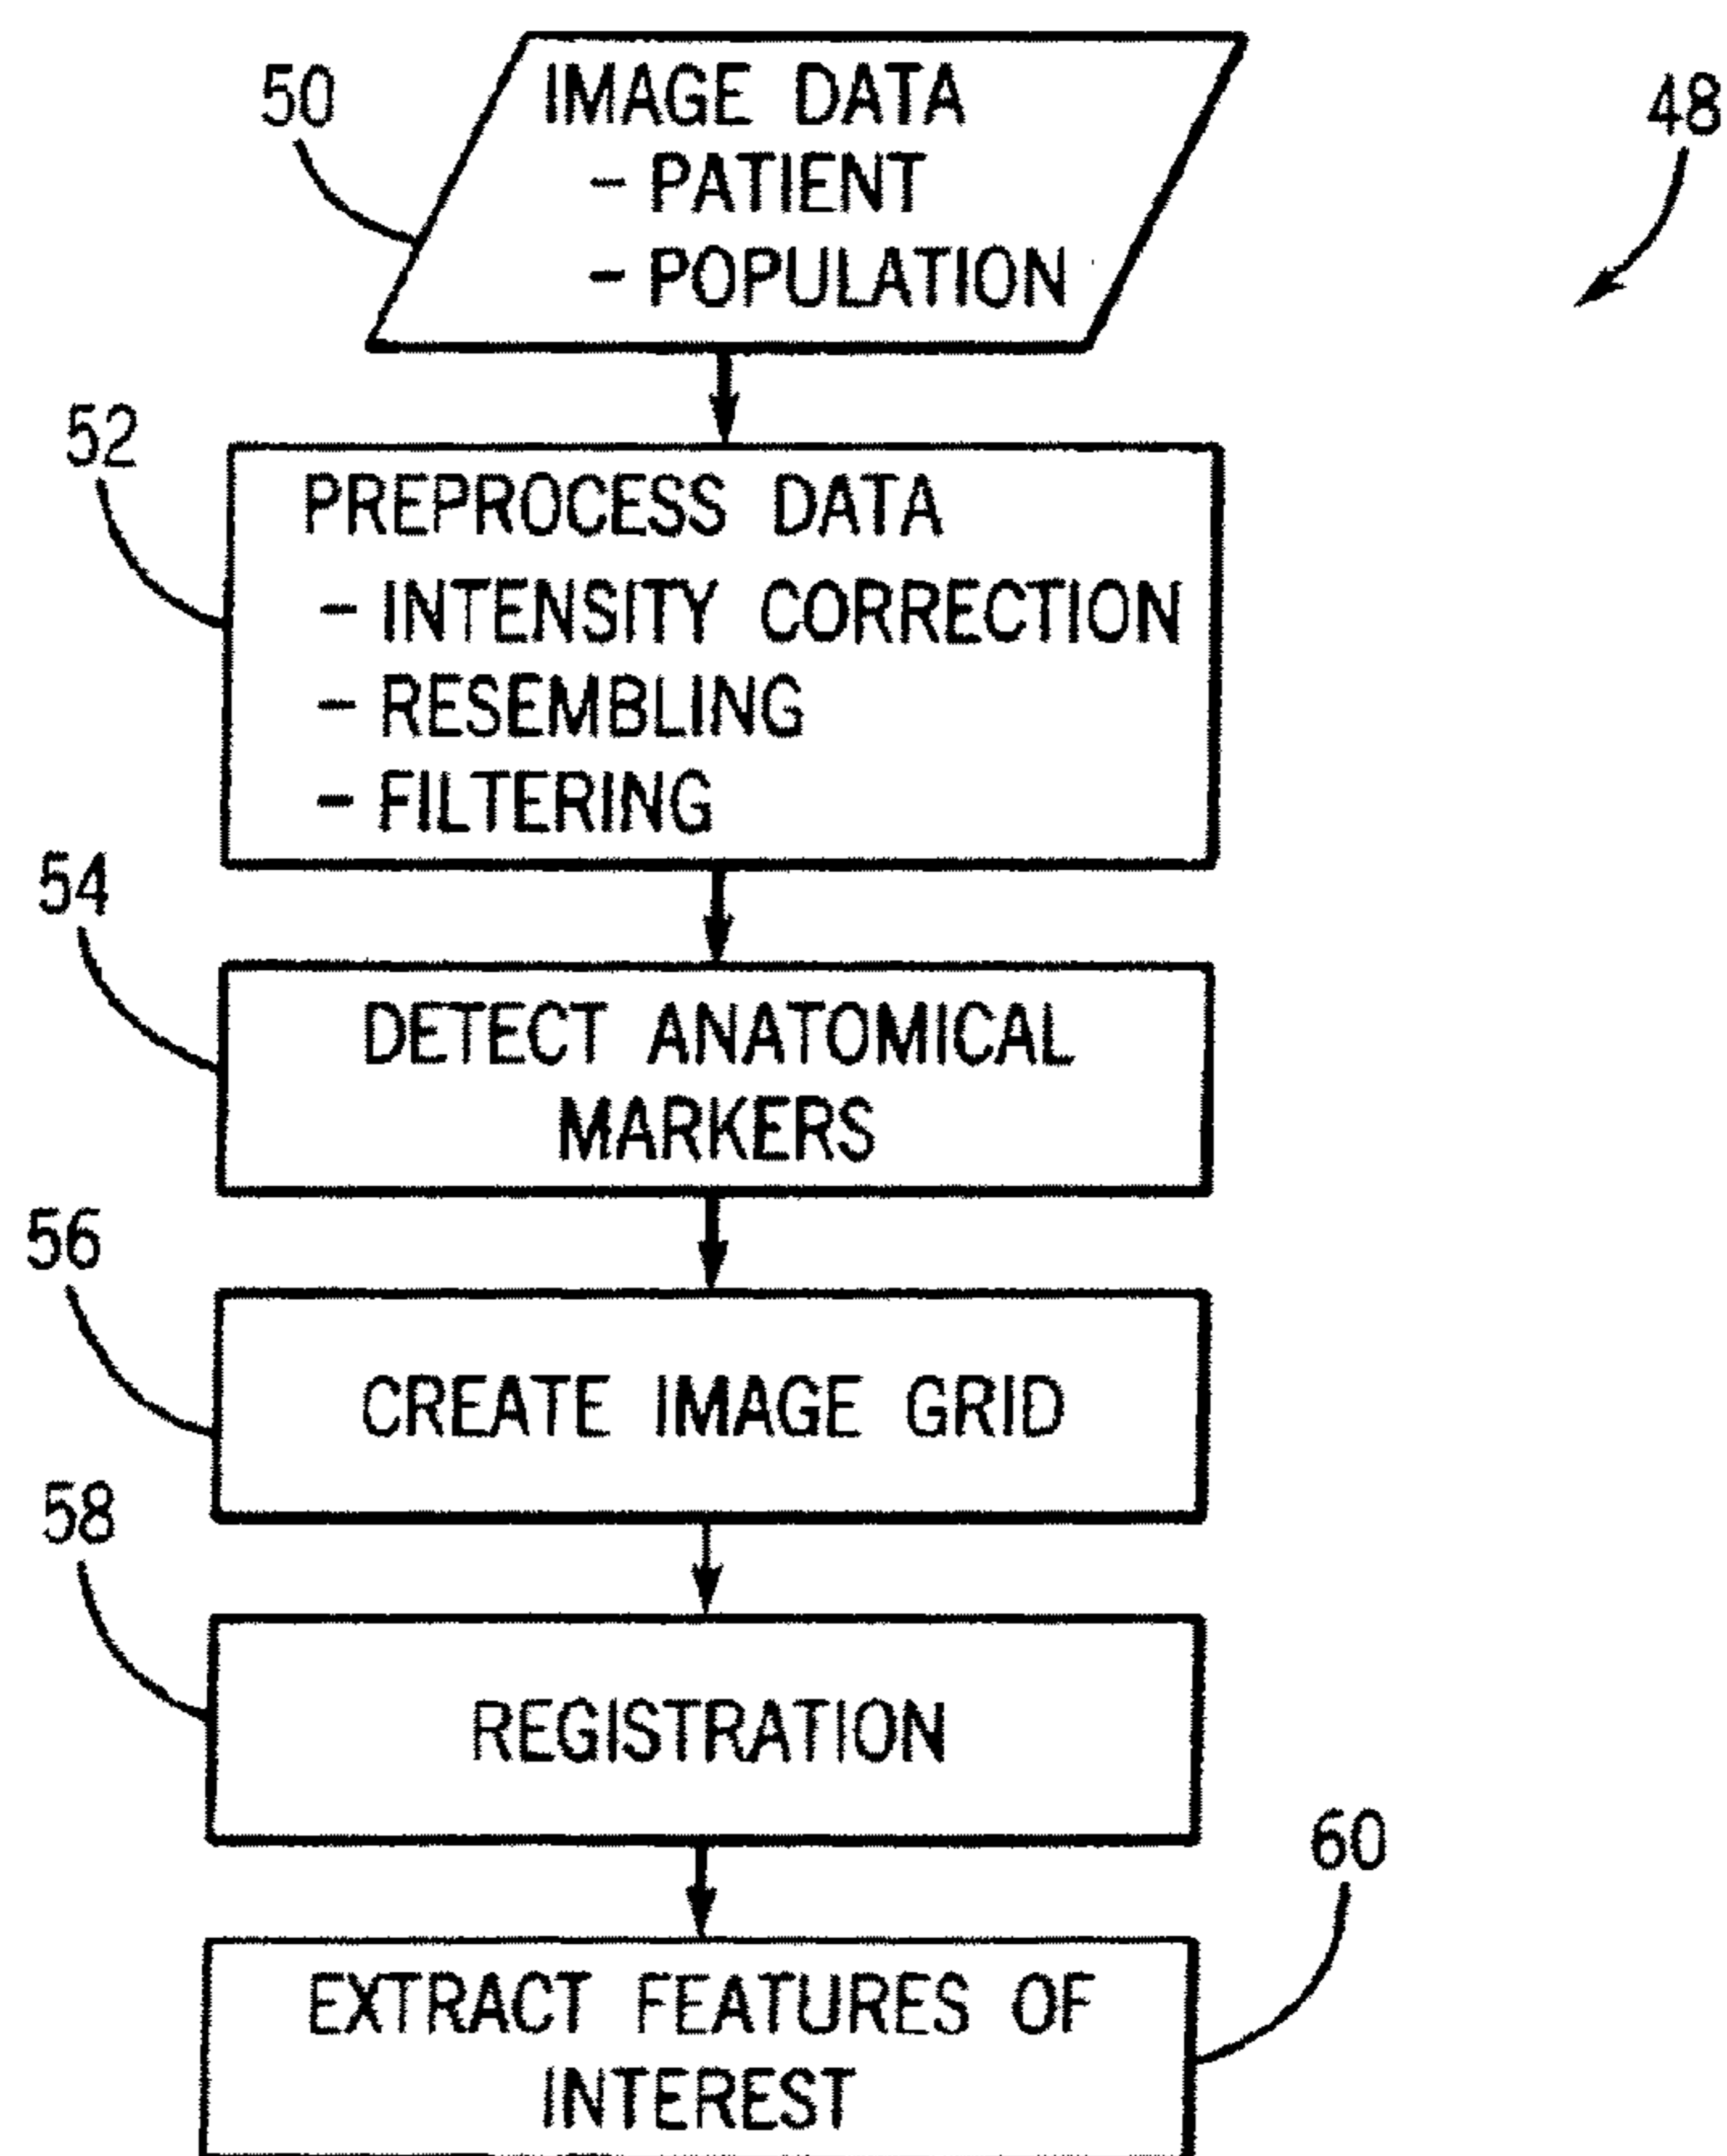 50
IMAGE DATA
48
- PATIENT
- POPULATION
52
PREPROCESS DATA
- INTENSITY CORRECTION
- RESEMBLING
- FILTERING
54
DETECT ANATOMICAL
MARKERS
56
CREATE IMAGE GRID
58
REGISTRATION
60
EXTRACT FEATURES OF
INTEREST